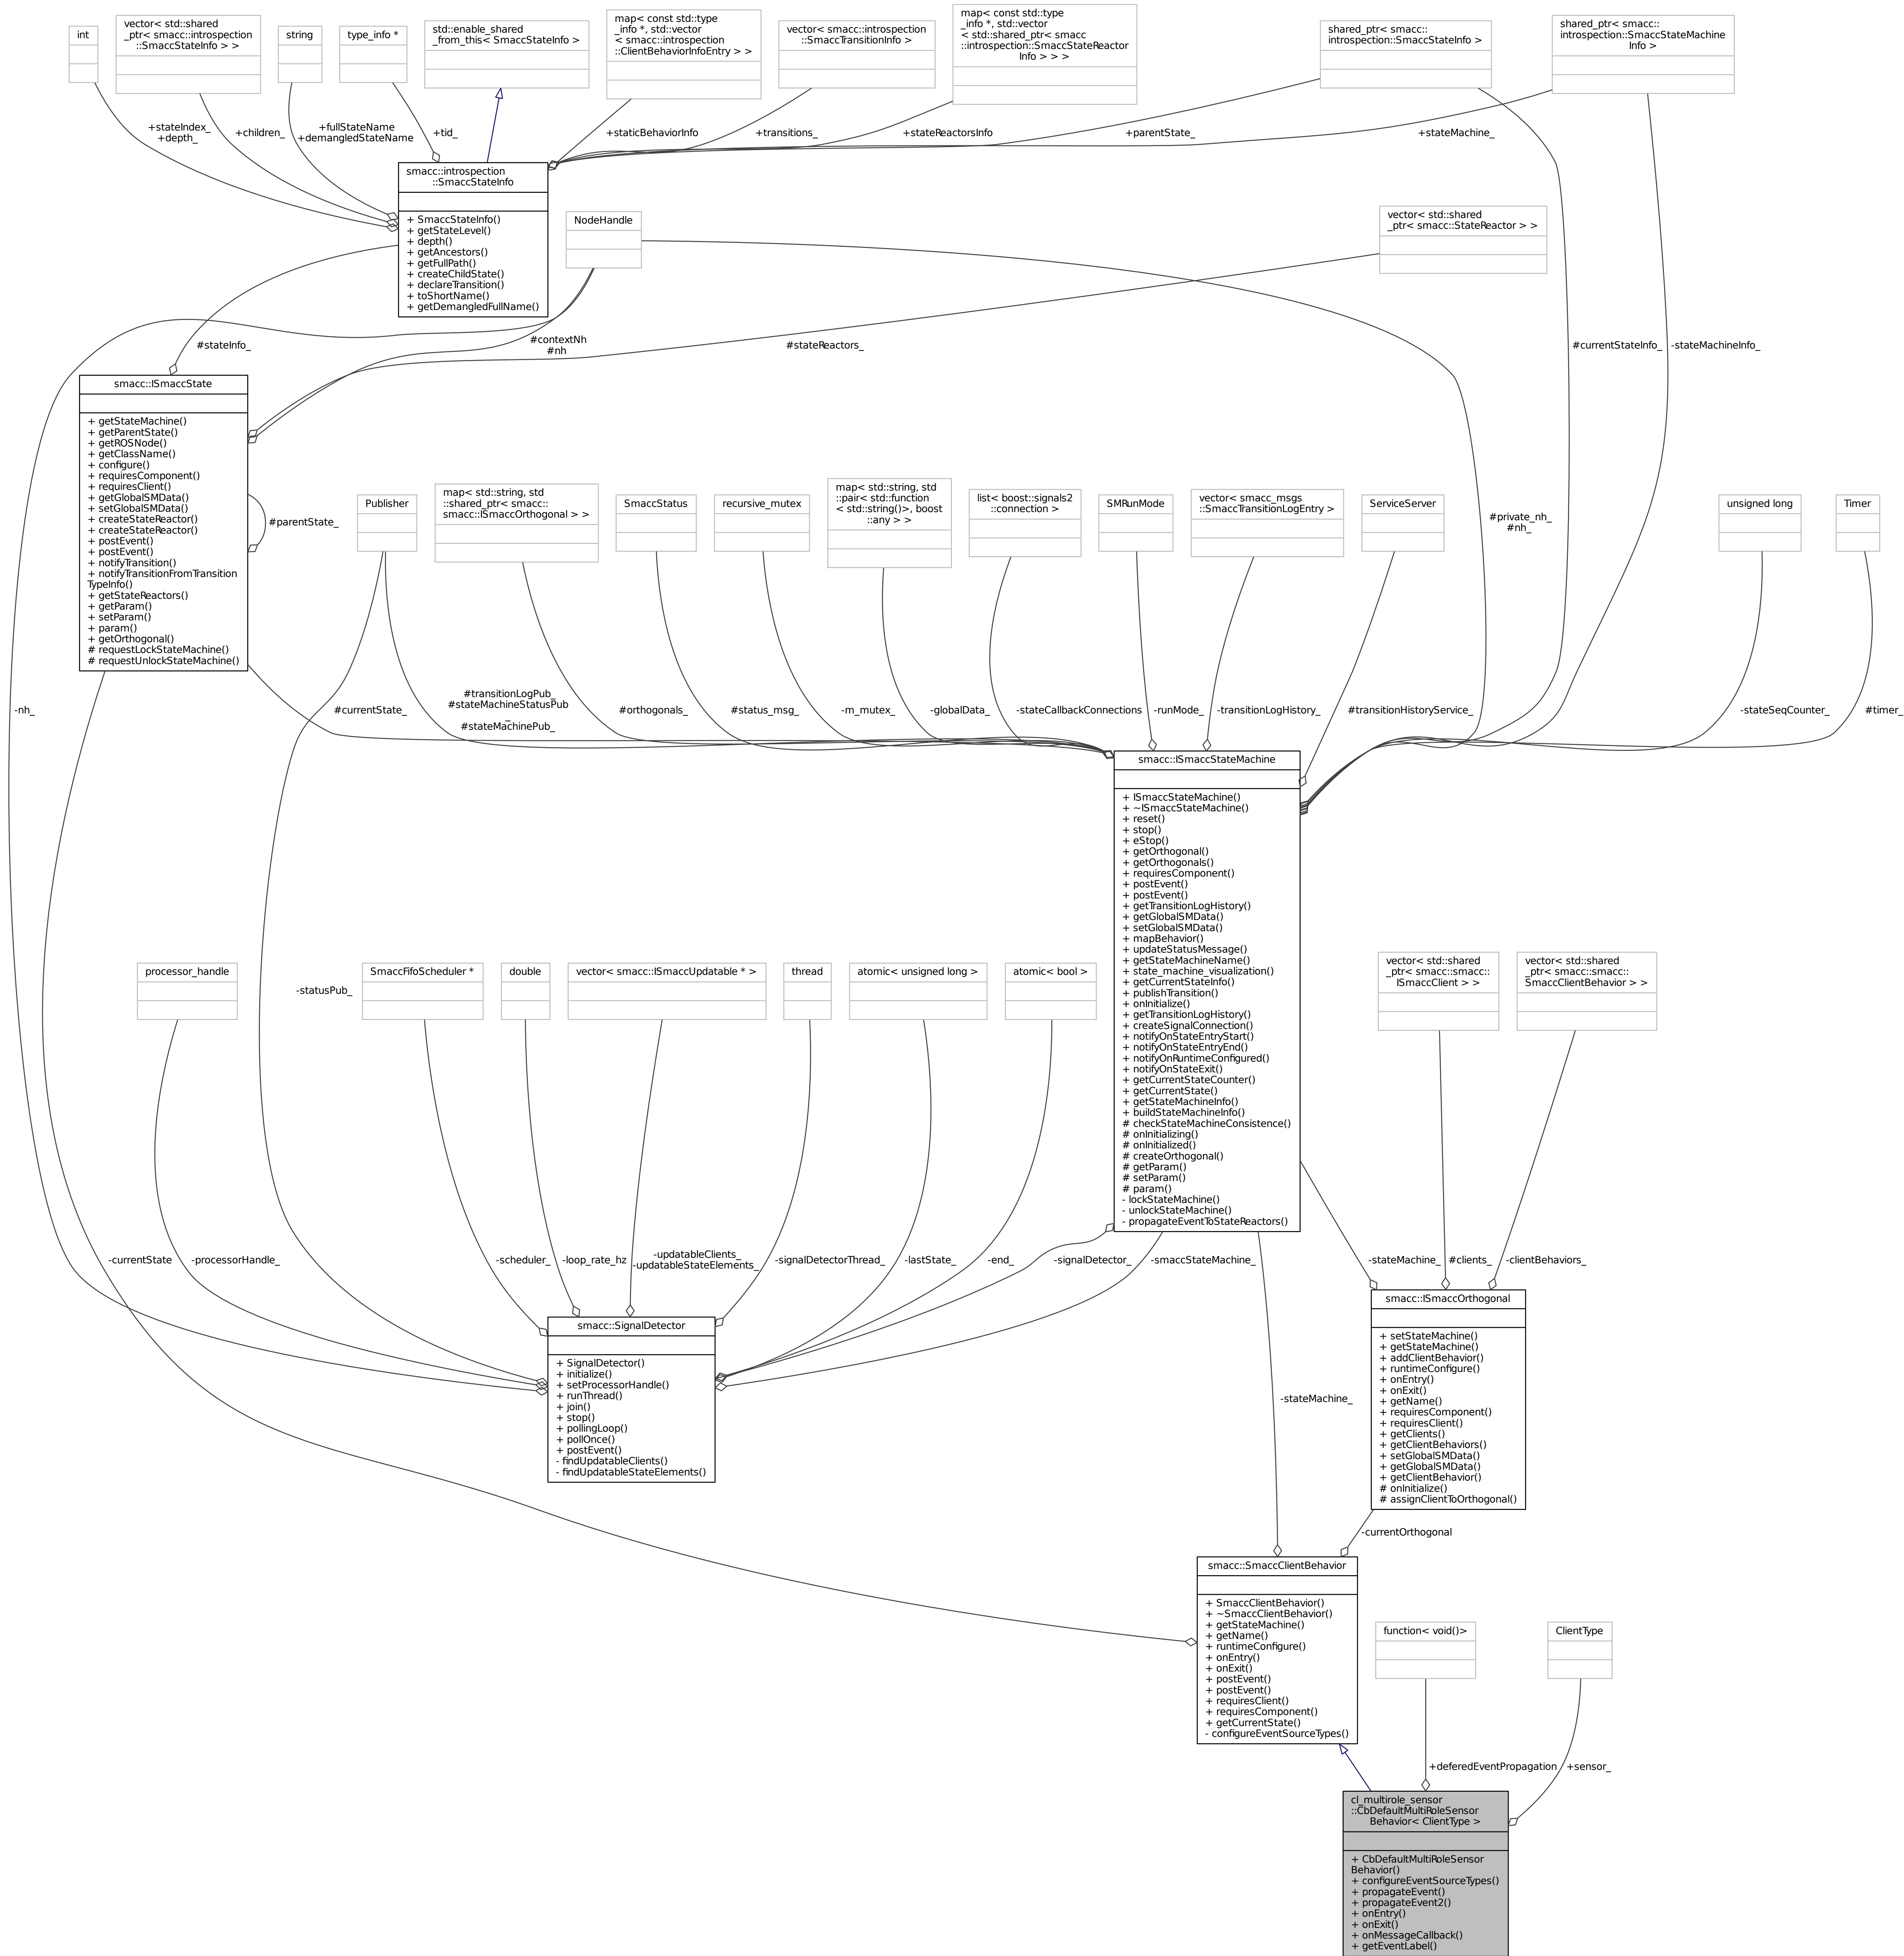 int
vector< std::shared
_ptr< smacc::introspection
::SmaccStateInfo > >
string
type_info *
std::enable_shared
_from_this< SmaccStateInfo >
map< const std::type
_info *, std::vector
< smacc::introspection
::ClientBehaviorInfoEntry > >
vector< smacc::introspection
::SmaccTransitionInfo >
map< const std::type
_info *, std::vector
< std::shared_ptr< smacc
::introspection::SmaccStateReactor
Info > > >
shared_ptr< smacc::
introspection::SmaccStateInfo >
shared_ptr< smacc::
introspection::SmaccStateMachine
Info >
+stateIndex_
+depth_
+children_
+fullStateName
+demangledStateName
+tid_
+staticBehaviorInfo
+transitions_
+stateReactorsInfo
+parentState_
+stateMachine_
smacc::introspection
::SmaccStateInfo
+ SmaccStateInfo()
+ getStateLevel()
+ depth()
+ getAncestors()
+ getFullPath()
+ createChildState()
+ declareTransition()
+ toShortName()
+ getDemangledFullName()
NodeHandle
vector< std::shared
_ptr< smacc::StateReactor > >
#stateInfo_
#contextNh
#nh
#stateReactors_
#currentStateInfo_
-stateMachineInfo_
smacc::ISmaccState
+ getStateMachine()
+ getParentState()
+ getROSNode()
+ getClassName()
+ configure()
+ requiresComponent()
+ requiresClient()
+ getGlobalSMData()
+ setGlobalSMData()
+ createStateReactor()
+ createStateReactor()
+ postEvent()
+ postEvent()
+ notifyTransition()
+ notifyTransitionFromTransition
TypeInfo()
+ getStateReactors()
+ getParam()
+ setParam()
+ param()
+ getOrthogonal()
# requestLockStateMachine()
# requestUnlockStateMachine()
#parentState_
Publisher
map< std::string, std
::shared_ptr< smacc::
smacc::ISmaccOrthogonal > >
SmaccStatus
recursive_mutex
map< std::string, std
::pair< std::function
< std::string()>, boost
::any > >
list< boost::signals2
::connection >
SMRunMode
vector< smacc_msgs
::SmaccTransitionLogEntry >
ServiceServer
#private_nh_
#nh_
unsigned long
Timer
-nh_
#currentState_
#transitionLogPub_
#stateMachineStatusPub
_
#stateMachinePub_
#orthogonals_
#status_msg_
-m_mutex_
-globalData_
-stateCallbackConnections
-runMode_
-transitionLogHistory_
#transitionHistoryService_
-stateSeqCounter_
#timer_
smacc::ISmaccStateMachine
+ ISmaccStateMachine()
+ ~ISmaccStateMachine()
+ reset()
+ stop()
+ eStop()
+ getOrthogonal()
+ getOrthogonals()
+ requiresComponent()
+ postEvent()
+ postEvent()
+ getTransitionLogHistory()
+ getGlobalSMData()
+ setGlobalSMData()
+ mapBehavior()
+ updateStatusMessage()
+ getStateMachineName()
+ state_machine_visualization()
+ getCurrentStateInfo()
+ publishTransition()
+ onInitialize()
+ getTransitionLogHistory()
+ createSignalConnection()
+ notifyOnStateEntryStart()
+ notifyOnStateEntryEnd()
+ notifyOnRuntimeConfigured()
+ notifyOnStateExit()
+ getCurrentStateCounter()
+ getCurrentState()
+ getStateMachineInfo()
+ buildStateMachineInfo()
# checkStateMachineConsistence()
# onInitializing()
# onInitialized()
# createOrthogonal()
# getParam()
# setParam()
# param()
- lockStateMachine()
- unlockStateMachine()
- propagateEventToStateReactors()
processor_handle
-statusPub_
SmaccFifoScheduler *
double
vector< smacc::ISmaccUpdatable * >
thread
atomic< unsigned long >
atomic< bool >
vector< std::shared
_ptr< smacc::smacc::
ISmaccClient > >
vector< std::shared
_ptr< smacc::smacc::
SmaccClientBehavior > >
-currentState
-processorHandle_
-scheduler_
-loop_rate_hz
-updatableClients_
-updatableStateElements_
-signalDetectorThread_
-lastState_
-end_
-signalDetector_
-smaccStateMachine_
-stateMachine_
#clients_
-clientBehaviors_
smacc::SignalDetector
+ SignalDetector()
+ initialize()
+ setProcessorHandle()
+ runThread()
+ join()
+ stop()
+ pollingLoop()
+ pollOnce()
+ postEvent()
- findUpdatableClients()
- findUpdatableStateElements()
smacc::ISmaccOrthogonal
+ setStateMachine()
+ getStateMachine()
+ addClientBehavior()
+ runtimeConfigure()
+ onEntry()
+ onExit()
+ getName()
+ requiresComponent()
+ requiresClient()
+ getClients()
+ getClientBehaviors()
+ setGlobalSMData()
+ getGlobalSMData()
+ getClientBehavior()
# onInitialize()
# assignClientToOrthogonal()
-stateMachine_
-currentOrthogonal
smacc::SmaccClientBehavior
+ SmaccClientBehavior()
+ ~SmaccClientBehavior()
+ getStateMachine()
+ getName()
+ runtimeConfigure()
+ onEntry()
+ onExit()
+ postEvent()
+ postEvent()
+ requiresClient()
+ requiresComponent()
+ getCurrentState()
- configureEventSourceTypes()
function< void()>
ClientType
+deferedEventPropagation
+sensor_
cl_multirole_sensor
::CbDefaultMultiRoleSensor
Behavior< ClientType >
+ CbDefaultMultiRoleSensor
Behavior()
+ configureEventSourceTypes()
+ propagateEvent()
+ propagateEvent2()
+ onEntry()
+ onExit()
+ onMessageCallback()
+ getEventLabel()